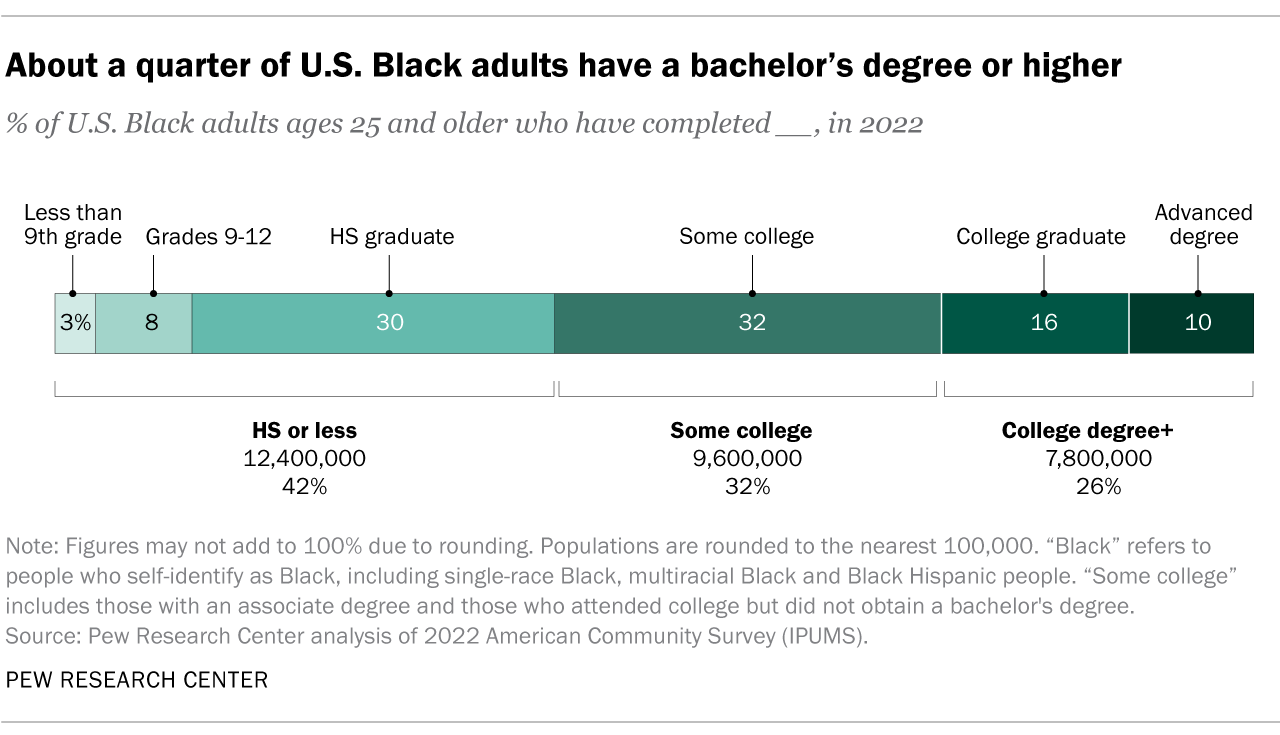 About a quarter of U.S. Black adults have a bachelor’s degree or higher
% of U.S. Black adults ages 25 and older who have completed __, in 2022
Less than
9th grade
Grades 9-12
HS graduate
Some college
College graduate
Advanced
degree
3%
8
30
32
16
10
HS or less
12,400,000
42%
Some college
9,600,000
32%
College degree+
7,800,000
26%
Note: Figures may not add to 100% due to rounding. Populations are rounded to the nearest 100,000. “Black” refers to
people who self-identify as Black, including single-race Black, multiracial Black and Black Hispanic people. “Some college”
includes those with an associate degree and those who attended college but did not obtain a bachelor's degree.
Source: Pew Research Center analysis of 2022 American Community Survey (IPUMS).
PEW RESEARCH CENTER